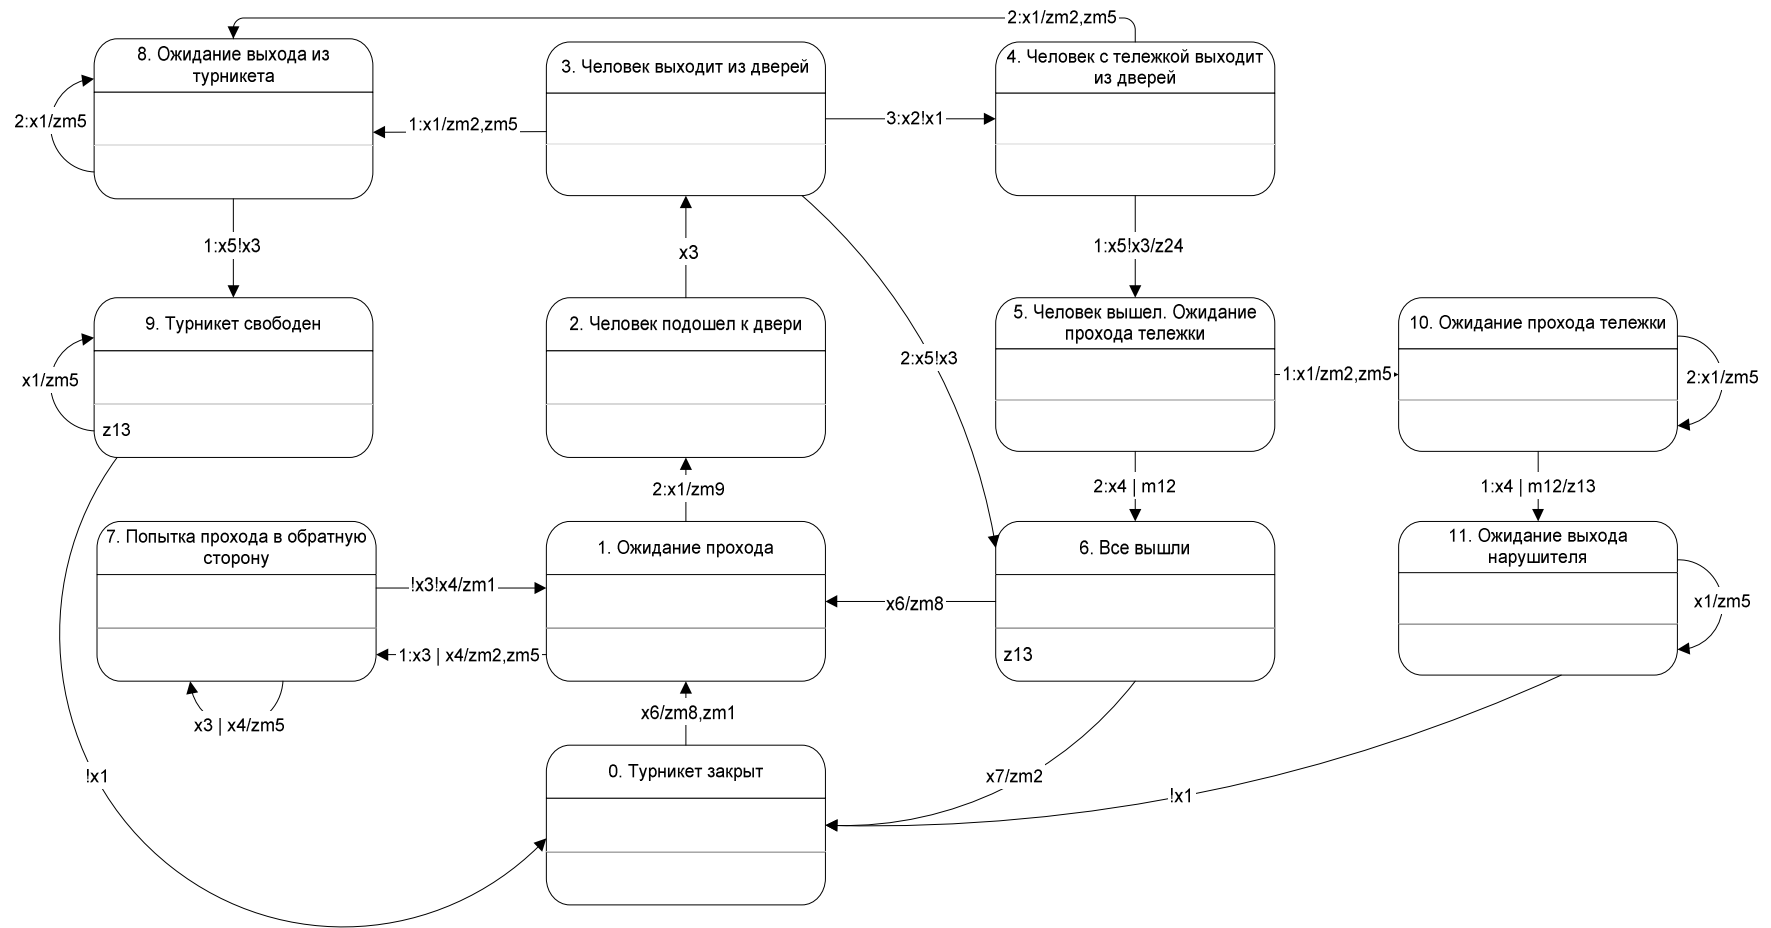 2:x1/zm2,zm5
8. Ожидание выхода из
турникета
3. Человек выходит из дверей
4. Человек с тележкой выходит
из дверей
2:x1/zm5
1:x1/zm2,zm5
3:x2!x1
1:x5!x3
x3
1:x5!x3/z24
9. Турникет свободен
2. Человек подошел к двери
5. Человек вышел. Ожидание
прохода тележки
10. Ожидание прохода тележки
x1/zm5
2:x5!x3
1:x1/zm2,zm5
2:x1/zm5
z13
2:x1/zm9
2:x4 | m12
1:x4 | m12/z13
7. Попытка прохода в обратную
сторону
1. Ожидание прохода
6. Все вышли
11. Ожидание выхода
нарушителя
!x3!x4/zm1
x6/zm8
x1/zm5
1:x3 | x4/zm2,zm5
z13
x3 | x4/zm5
x6/zm8,zm1
!x1
0. Турникет закрыт
x7/zm2
!x1